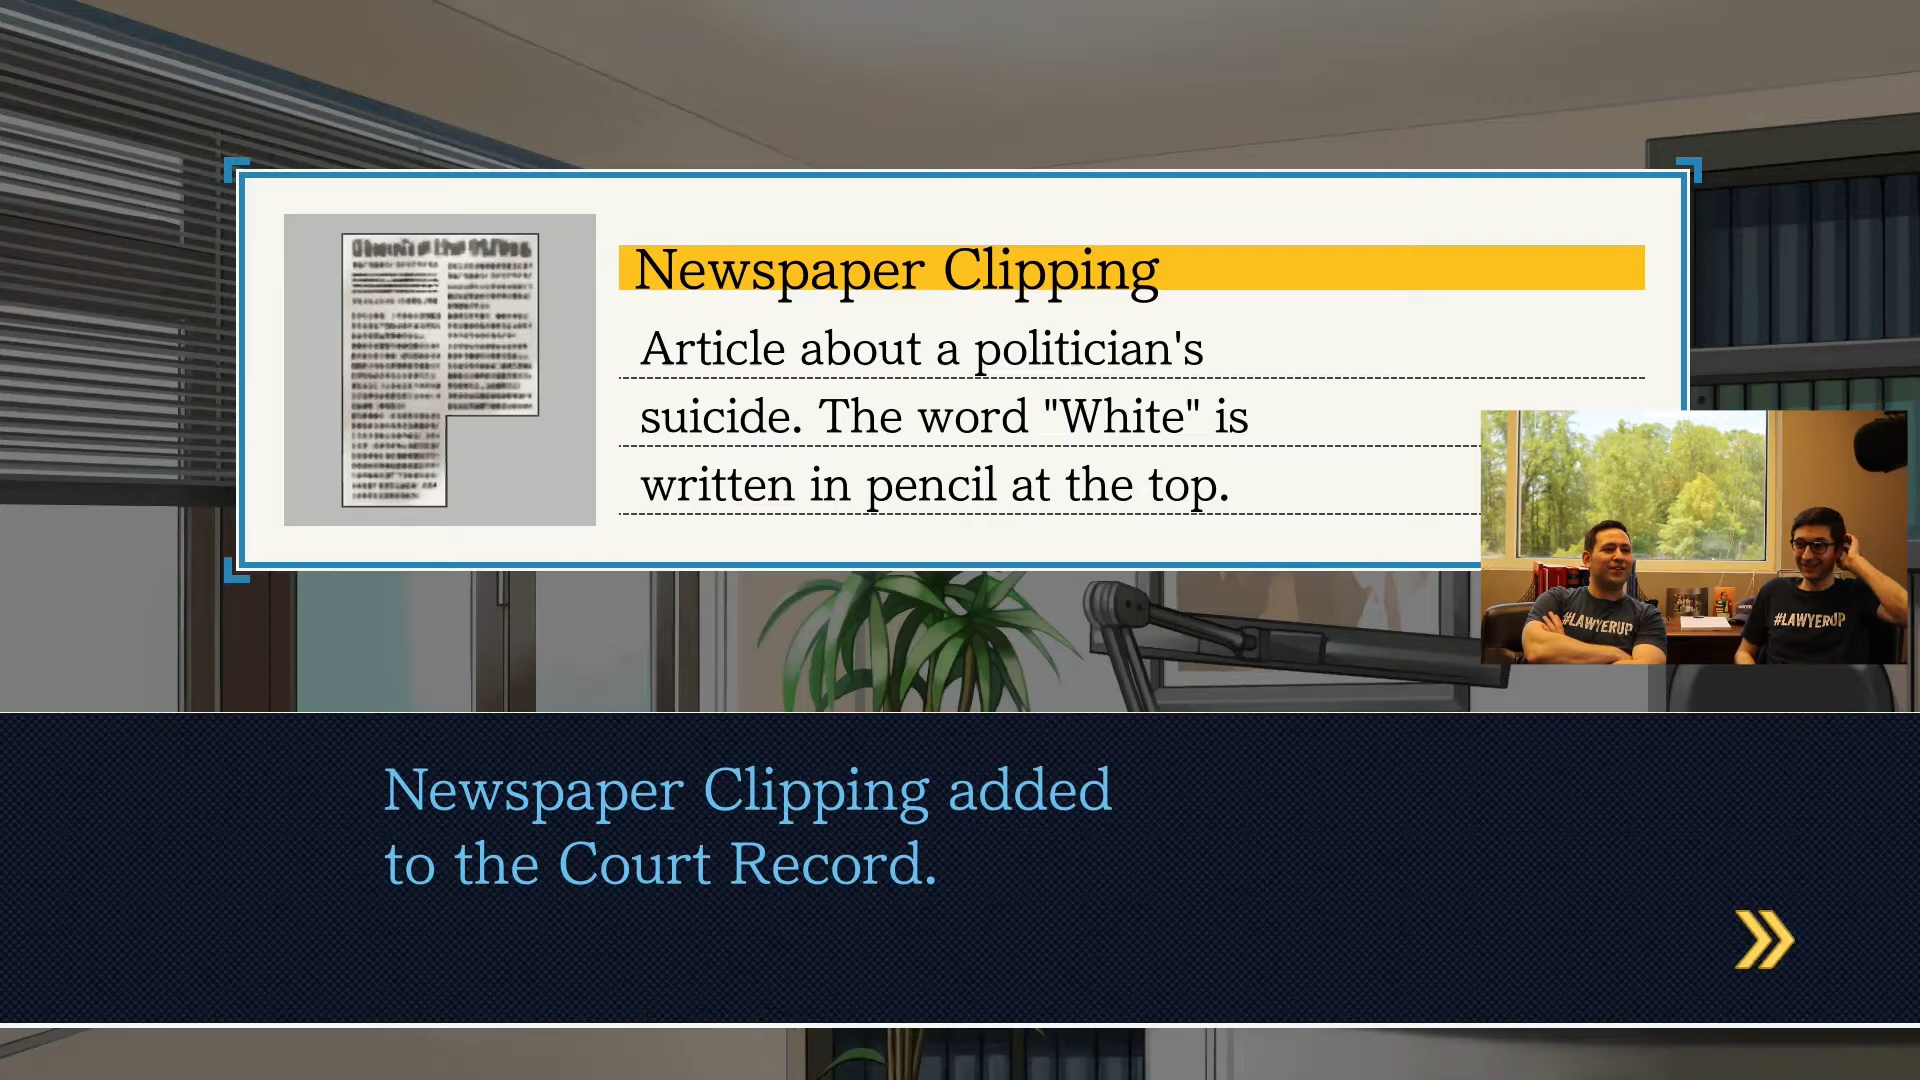 Newspaper Clipping
Article about a politician's
suicide. The word "White" is
written in pencil at the top.
#LAWYERUP
#LAWYERUP
Newspaper Clipping added
to the Court Record.